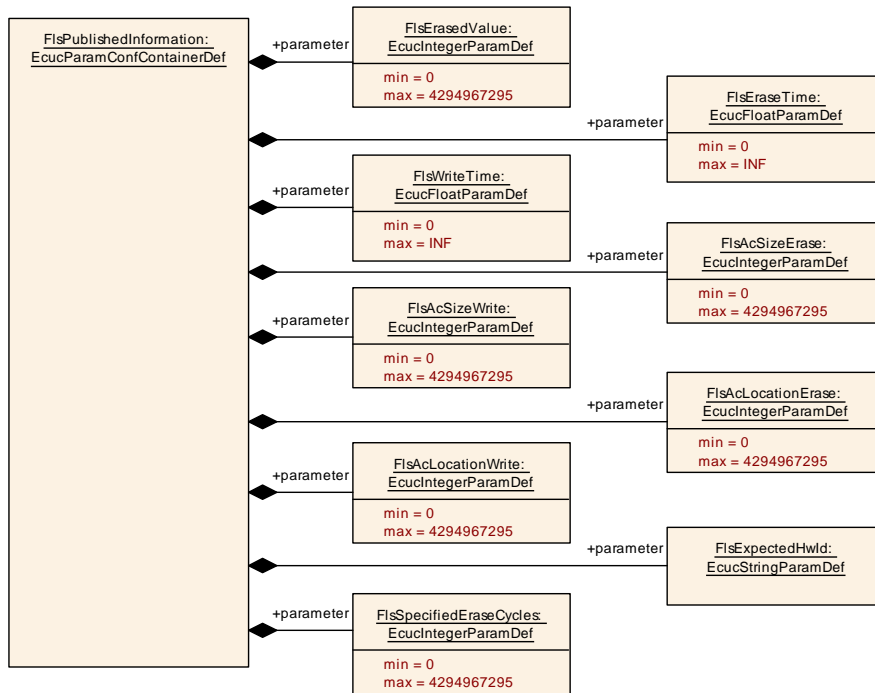 FlsPublishedInformation:
EcucParamConfContainerDef
+parameter
FlsErasedValue:
EcucIntegerParamDef
min = 0
max = 4294967295
+parameter
FlsEraseTime:
EcucFloatParamDef
min = 0
max = INF
+parameter
FlsWriteTime:
EcucFloatParamDef
min = 0
max = INF
+parameter
FlsAcSizeErase:
EcucIntegerParamDef
min = 0
max = 4294967295
+parameter
FlsAcSizeWrite:
EcucIntegerParamDef
min = 0
max = 4294967295
+parameter
FlsAcLocationErase:
EcucIntegerParamDef
min = 0
max = 4294967295
+parameter
FlsAcLocationWrite:
EcucIntegerParamDef
min = 0
max = 4294967295
+parameter
FlsExpectedHwId:
EcucStringParamDef
+parameter
FlsSpecifiedEraseCycles:
EcucIntegerParamDef
min = 0
max = 4294967295